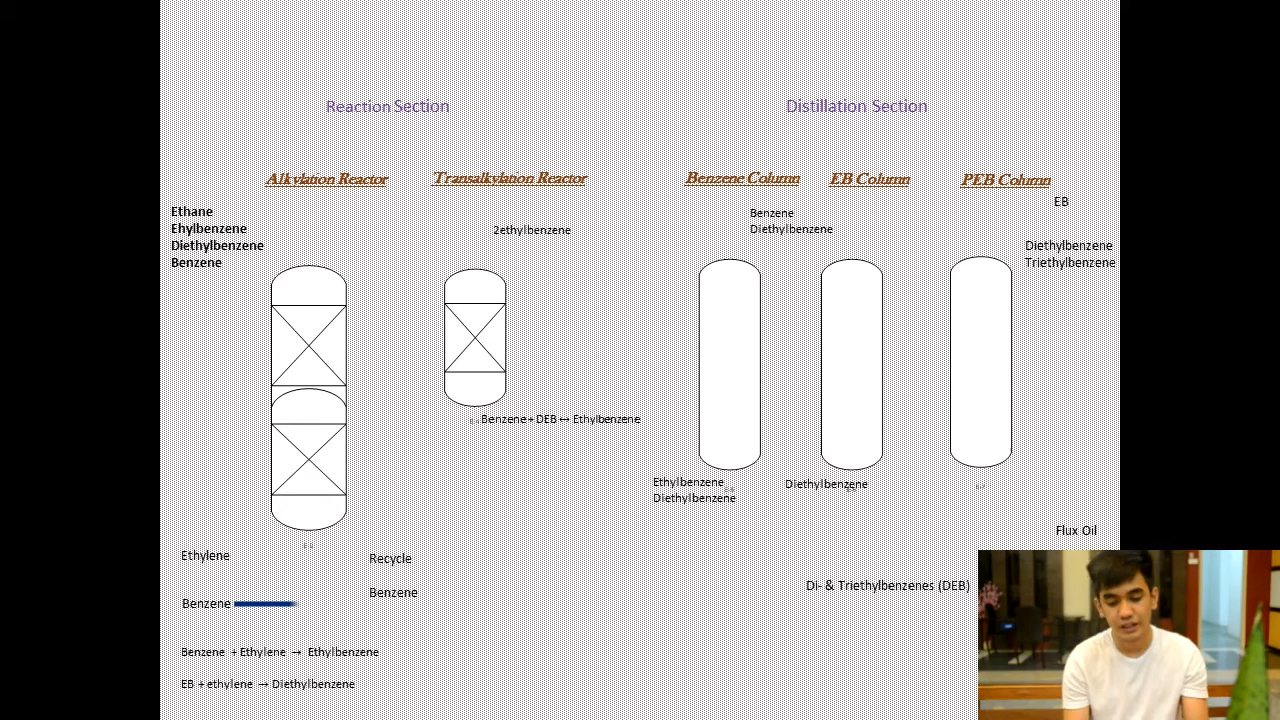 Reaction Section
Distillation Section
Alkylation Reactor
Transalkylation Reactor
Benzene Column
EB Column
PEB Column
Ethane
Ehylbenzene
Diethylbenzene
Benzene
2ethylbenzene
Benzene
Diethylbenzene
EB
Diethylbenzene
Triethylbenzene
Benzene + DEB ↔ Ethylbenzene
Ethylbenzene
Diethylbenzene
Diethylbenzene
Flux Oil
Ethylene
Recycle
Benzene
Benzene
Di- & Triethylbenzenes (DEB)
Benzene + Ethylene → Ethylbenzene
EB + ethylene → Diethylbenzene